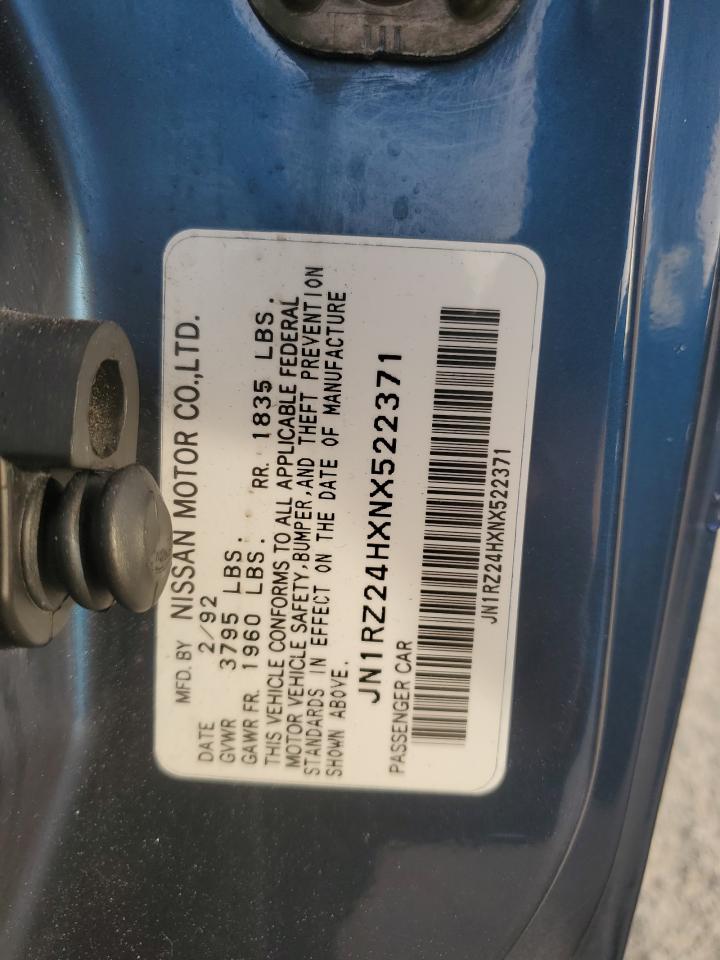 MFD. BY NISSAN MOTOR CO.,LTD.
DATE 2/92
GVWR 3795 LBS.
GAWR FR. 1960 LBS. RR. 1835 LBS.
THIS VEHICLE CONFORMS TO ALL APPLICABLE FEDERAL
MOTOR VEHICLE SAFETY,BUMPER,AND THEFT PREVENTION
STANDARDS IN EFFECT ON THE DATE OF MANUFACTURE
SHOWN ABOVE.
JN1RZ24HXNX522371
PASSENGER CAR
JN1RZ24HXNX522371